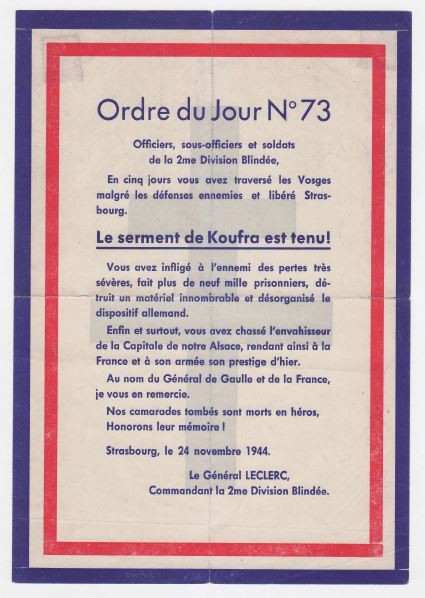 Ordre du Jour N° 73
Officiers, sous-officiers et soldats
de la 2me Division Blindée,
En cinq jours vous avez traversé les Vosges
malgré les défenses ennemies et libéré Stras-
bourg.
Le serment de Koufra est tenu!
Vous avez infligé à l'ennemi des pertes très
sévères, fait plus de neuf mille prisonniers, dé-
truit un matériel innombrable et désorganisé le
dispositif allemand.
Enfin et surtout, vous avez chassé l'envahisseur
de la Capitale de notre Alsace, rendant ainsi à la
France et à son armée son prestige d'hier.
Au nom du Général de Gaulle et de la France,
je vous en remercie.
Nos camarades tombés sont morts en héros,
Honorons leur mémoire !
Strasbourg, le 24 novembre 1944.
Le Général LECLERC,
Commandant la 2me Division Blindée.